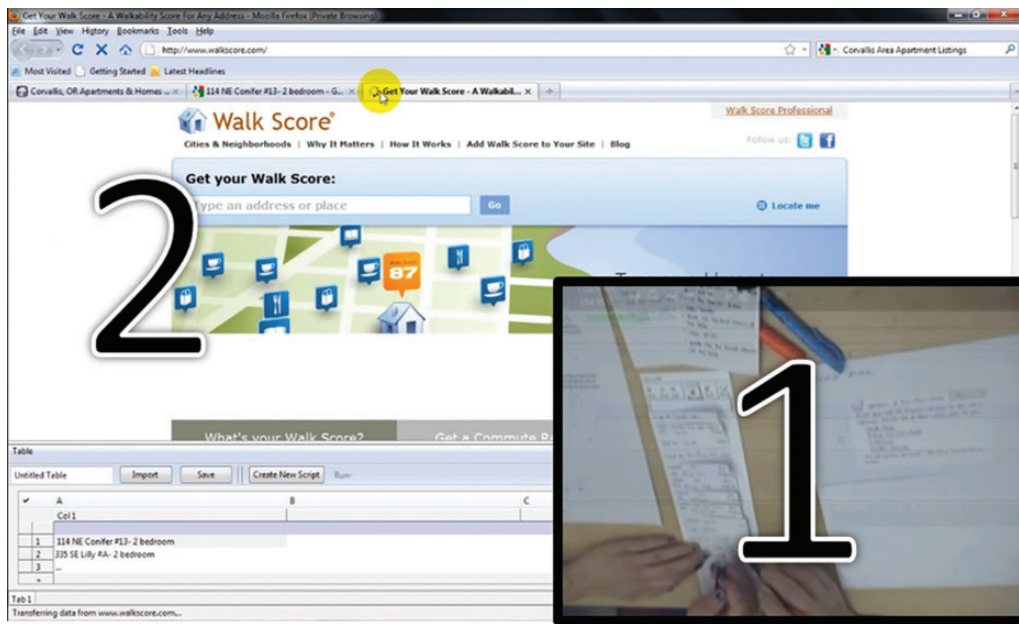 Get Your Walk Score - A Walkability Score For Any Address - Mozilla Firefox (Private Browsing)
File Edit View History Bookmarks Tools Help
http://www.walkscore.com/ Corvallis Area Apartment Listings
Most Visited Getting Started Latest Headlines
Corvallis, OR Apartments & Homes ... 114 NE Conifer #13- 2 bedroom - G... Get Your Walk Score - A Walkabil...
Walk Score® Walk Score Professional
Cities & Neighborhoods | Why It Matters | How It Works | Add Walk Score to Your Site | Blog Follow us:
Get your Walk Score:
Type an address or place Go Locate me
2
Walk Score
87
1
What's your Walk Score? Get a Commute
Table
Untitled Table Import Save Create New Script Run
A B C
Col1
1 114 NE Conifer #13- 2 bedroom
2 335 SE Lilly #A- 2 bedroom
3 ...
Tab 1
Transferring data from www.walkscore.com...